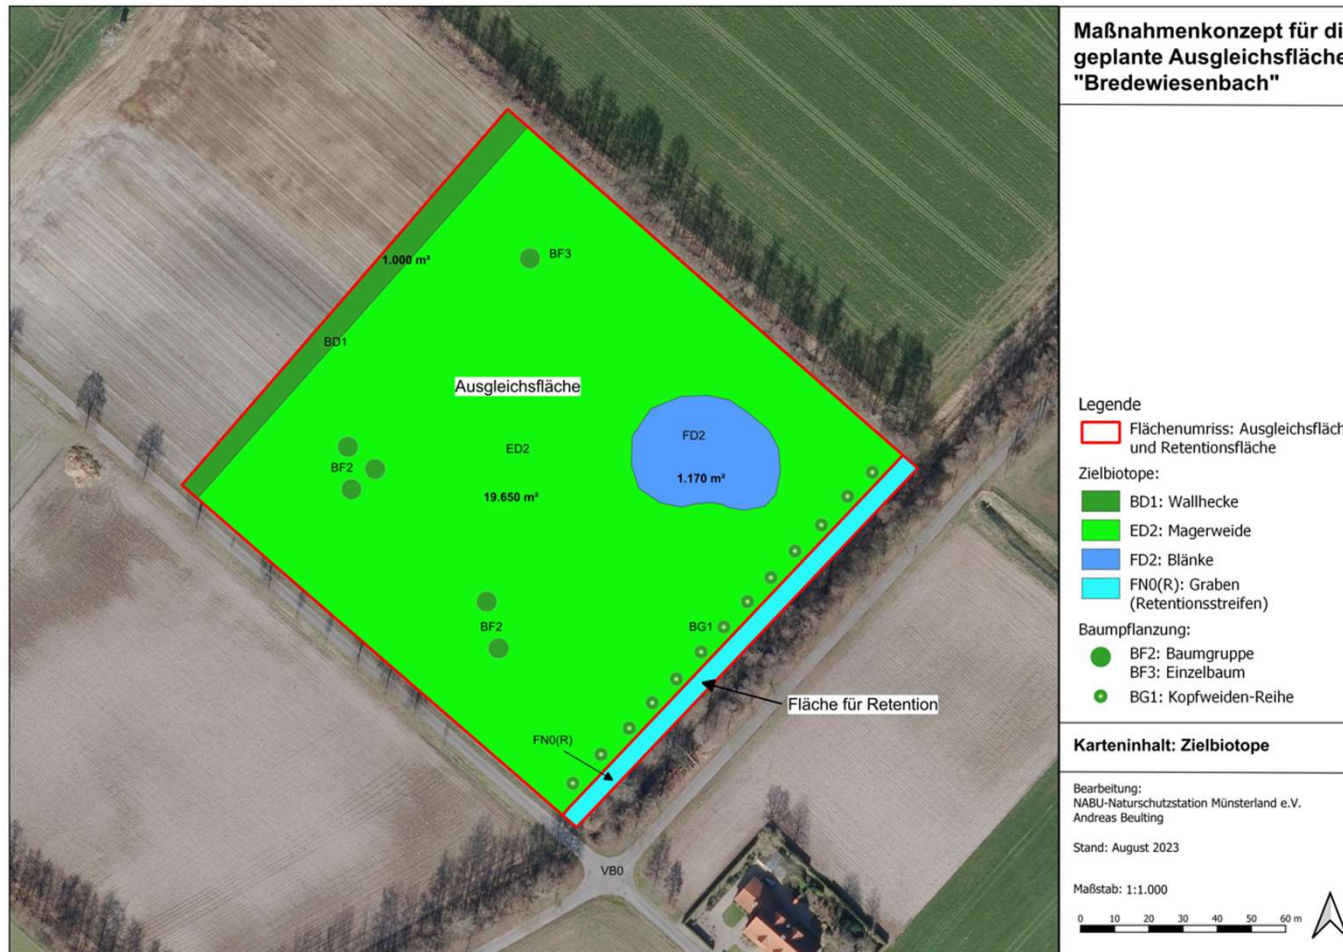 Maßnahmenkonzept für di
geplante Ausgleichsfläche
"Bredewiesenbach"
BF3
1.000 m²
BD1
Ausgleichsfläche
FD2
ED2
BF2
1.170 m²
19.650 m²
BF2
BG1
Fläche für Retention
FN0(R)
VB0
Legende
Flächenumriss: Ausgleichsfläch
und Retentionsfläche
Zielbiotope:
BD1: Wallhecke
ED2: Magerweide
FD2: Blänke
FN0(R): Graben
(Retentionsstreifen)
Baumpflanzung:
BF2: Baumgruppe
BF3: Einzelbaum
BG1: Kopfweiden-Reihe
Karteninhalt: Zielbiotope
Bearbeitung:
NABU-Naturschutzstation Münsterland e.V.
Andreas Beulting
Stand: August 2023
Maßstab: 1:1.000
0 10 20 30 40 50 60 m